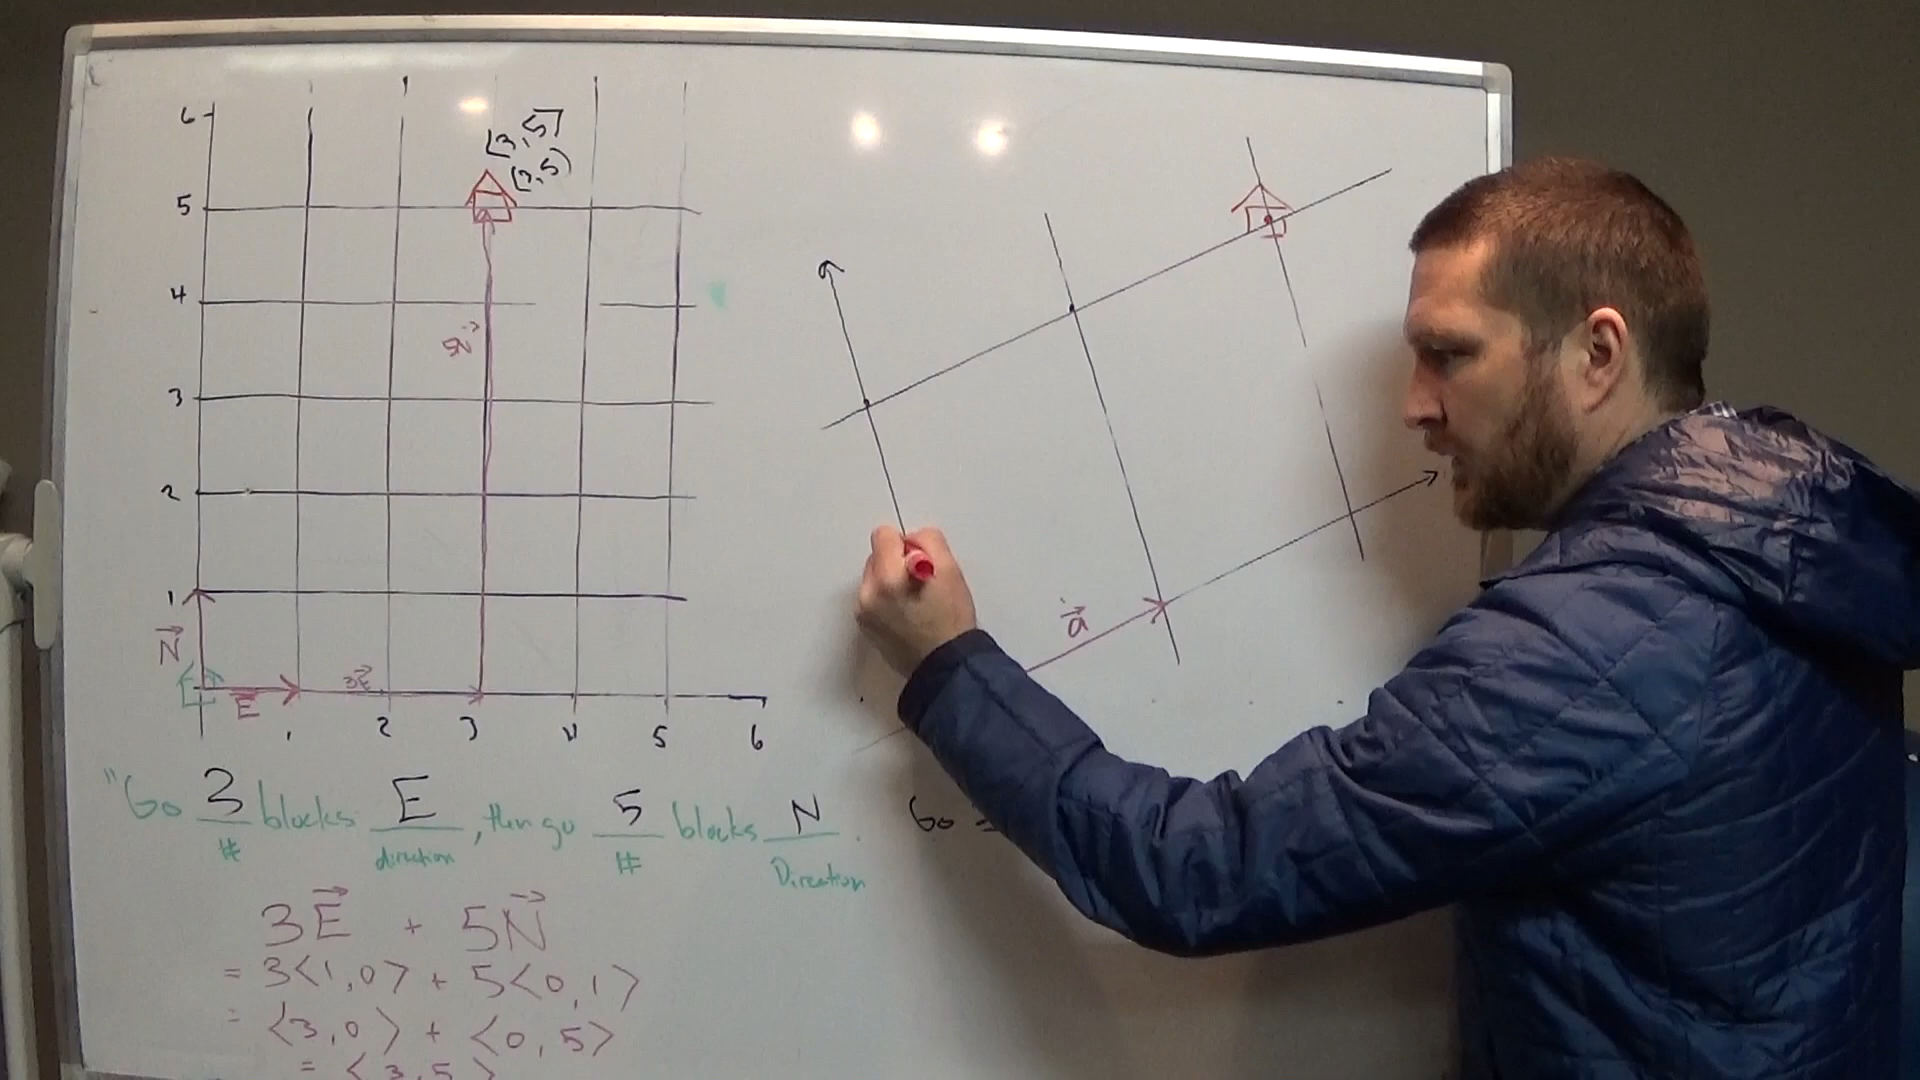 6
<3,5>
(3,5)
5
4
5N
3
2
1
N
E
3E
1 2 3 4 5 6
a
"Go 3 blocks E, then go 5 blocks N.
# direction # Direction
Go
3E + 5N
= 3<1,0> + 5<0,1>
= <3,0> + <0,5>
= <3,5>